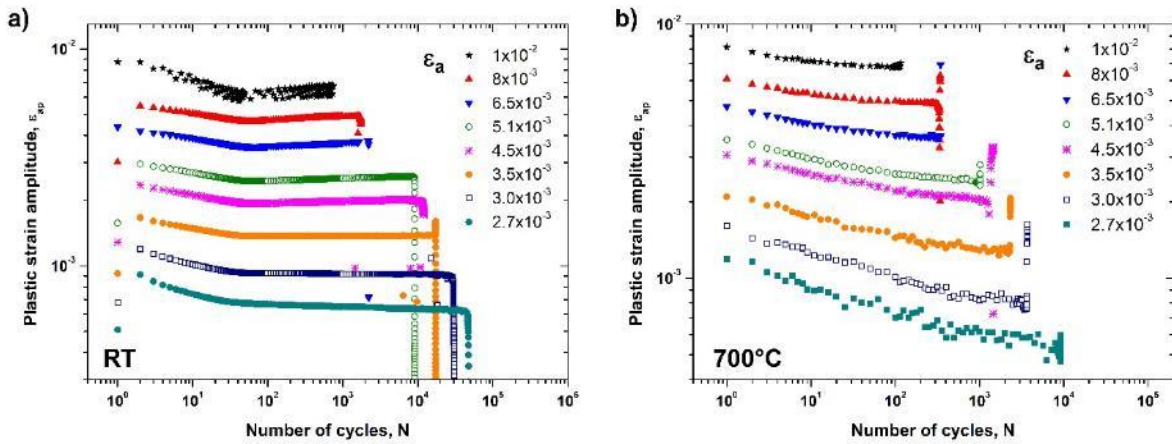 a)
10⁻²
10⁻³
Plastic strain amplitude, εap
εa
1x10⁻²
8x10⁻³
6.5x10⁻³
5.1x10⁻³
4.5x10⁻³
3.5x10⁻³
3.0x10⁻³
2.7x10⁻³
RT
10⁰ 10¹ 10² 10³ 10⁴ 10⁵ 10⁶
Number of cycles, N
b)
10⁻²
10⁻³
Plastic strain amplitude, εap
εa
1x10⁻²
8x10⁻³
6.5x10⁻³
5.1x10⁻³
4.5x10⁻³
3.5x10⁻³
3.0x10⁻³
2.7x10⁻³
700°C
10⁰ 10¹ 10² 10³ 10⁴ 10⁵
Number of cycles, N